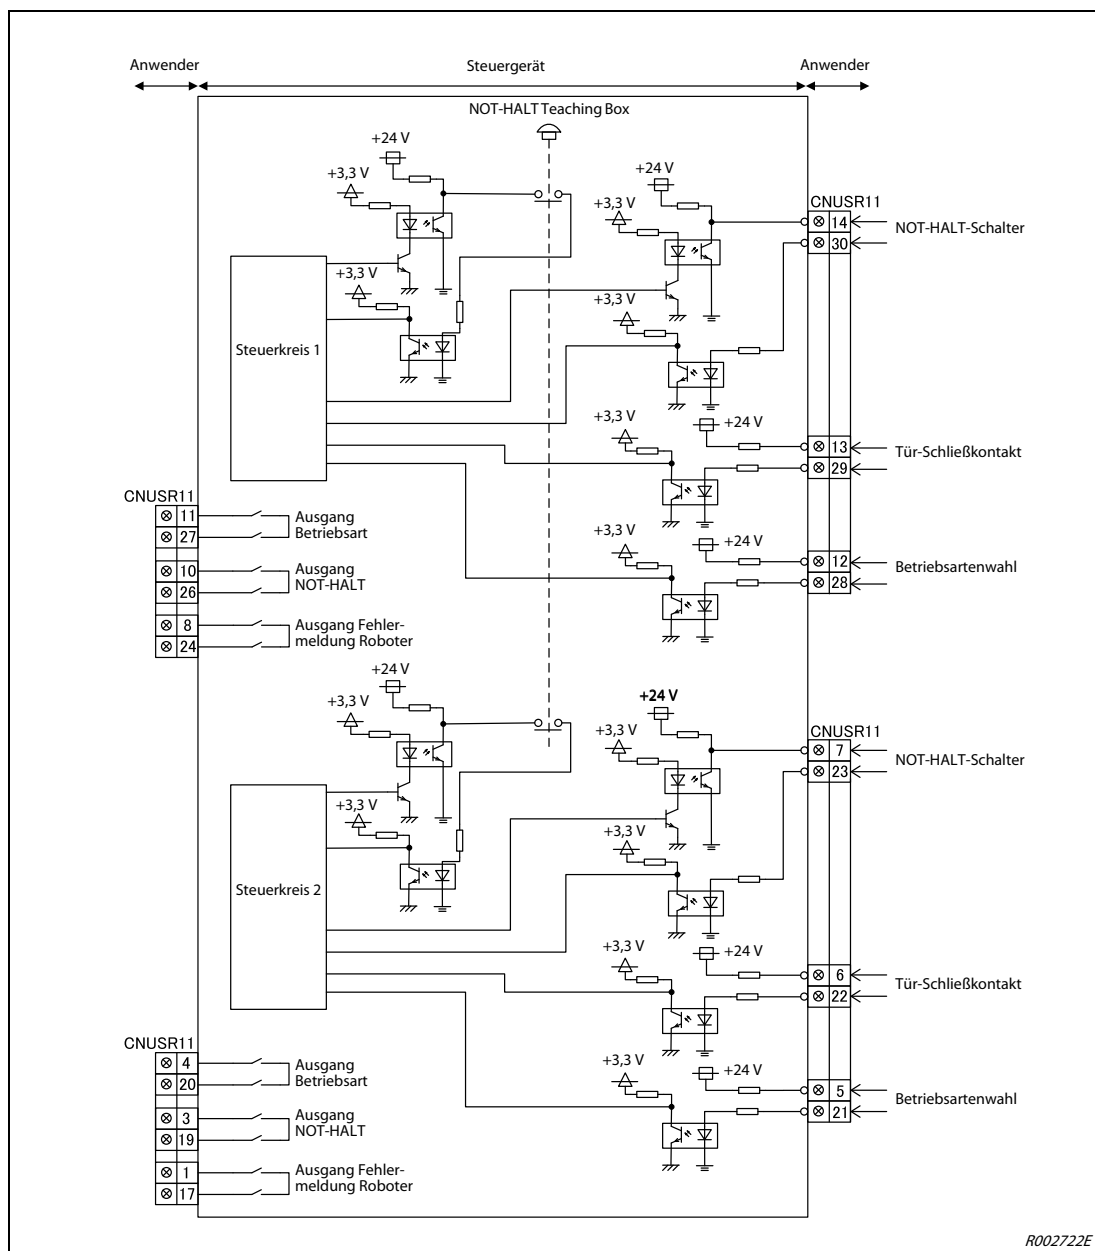 Anwender
Steuergerät
Anwender
NOT-HALT Teaching Box
+24 V
+3,3 V
+24 V
+3,3 V
CNUSR11
14
NOT-HALT-Schalter
30
+3,3 V
+3,3 V
Steuerkreis 1
+24 V
+3,3 V
13
Tür-Schließkontakt
29
CNUSR11
11
Ausgang
Betriebsart
27
+24 V
+3,3 V
12
Betriebsartenwahl
28
10
Ausgang
NOT-HALT
26
8
Ausgang Fehler-
meldung Roboter
24
+24 V
+3,3 V
+24 V
+3,3 V
CNUSR11
7
NOT-HALT-Schalter
23
+3,3 V
+3,3 V
Steuerkreis 2
+24 V
+3,3 V
6
Tür-Schließkontakt
22
CNUSR11
4
Ausgang
Betriebsart
20
+24 V
+3,3 V
5
Betriebsartenwahl
21
3
Ausgang
NOT-HALT
19
1
Ausgang Fehler-
meldung Roboter
17
R002722E